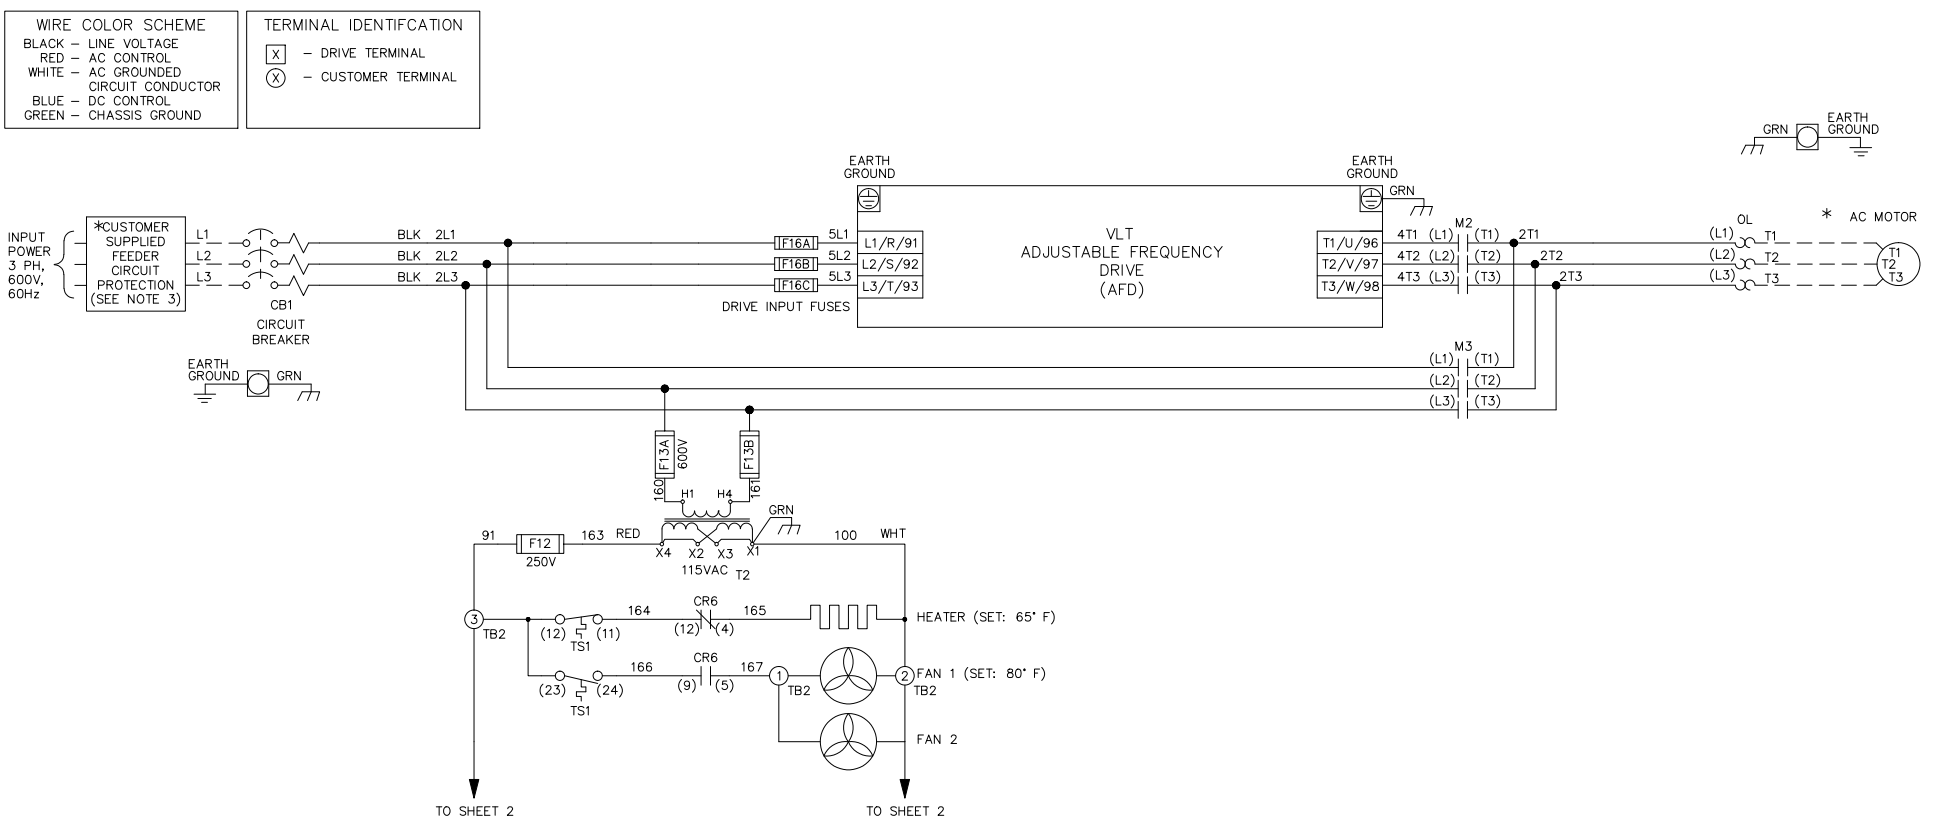 WIRE COLOR SCHEME
BLACK – LINE VOLTAGE
RED – AC CONTROL
WHITE – AC GROUNDED
CIRCUIT CONDUCTOR
BLUE – DC CONTROL
GREEN – CHASSIS GROUND
TERMINAL IDENTIFCATION
X – DRIVE TERMINAL
X – CUSTOMER TERMINAL
GRN
EARTH
GROUND
INPUT
POWER
3 PH,
600V,
60Hz
*CUSTOMER
SUPPLIED
FEEDER
CIRCUIT
PROTECTION
(SEE NOTE 3)
L1
L2
L3
CB1
CIRCUIT
BREAKER
BLK 2L1
BLK 2L2
BLK 2L3
F16A
F16B
F16C
DRIVE INPUT FUSES
5L1
5L2
5L3
EARTH
GROUND
L1/R/91
L2/S/92
L3/T/93
VLT
ADJUSTABLE FREQUENCY
DRIVE
(AFD)
EARTH
GROUND
GRN
T1/U/96
T2/V/97
T3/W/98
4T1 (L1) M2 (T1) 2T1
4T2 (L2) (T2) 2T2
4T3 (L3) (T3) 2T3
OL
(L1) T1
(L2) T2
(L3) T3
* AC MOTOR
T1
T2
T3
M3
(L1) (T1)
(L2) (T2)
(L3) (T3)
EARTH
GROUND
GRN
F13A
600V
F13B
160
161
H1 H4
GRN
91
F12
250V
163 RED
X4 X2 X3 X1
115VAC T2
100 WHT
3
TB2
(12) (11)
TS1
164
CR6
(12) (4)
165
HEATER (SET: 65° F)
(23) (24)
TS1
166
CR6
(9) (5)
167
1
TB2
2
TB2
FAN 1 (SET: 80° F)
FAN 2
TO SHEET 2
TO SHEET 2